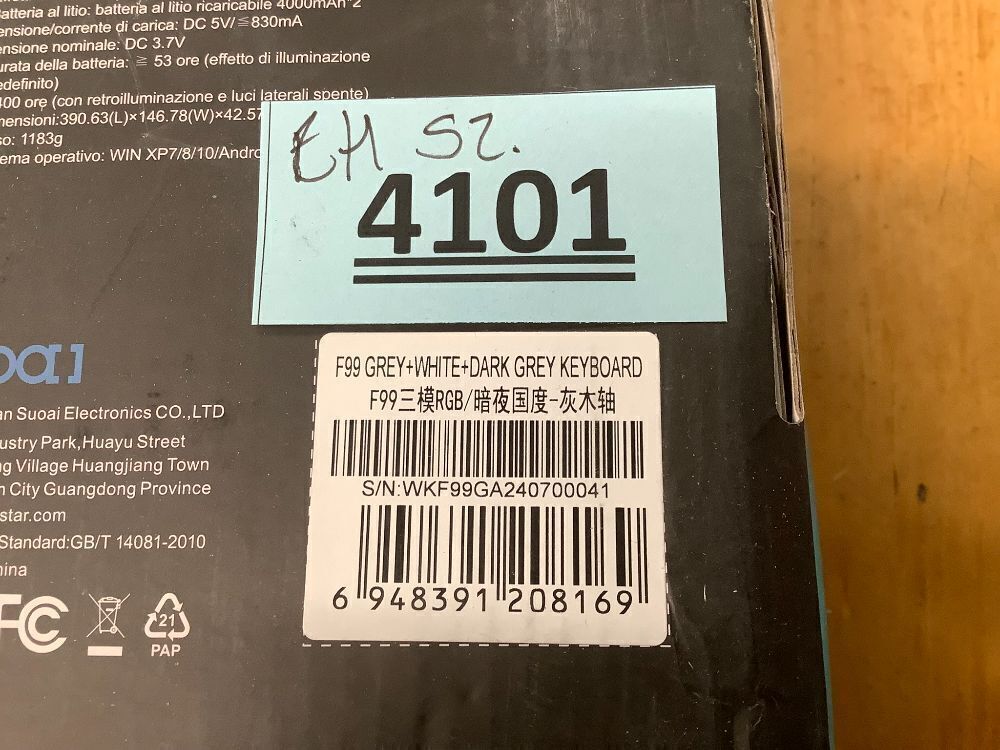 Batteria al litio: batteria al litio ricaricabile 4000mAh*2
ensione/corrente di carica: DC 5V/≦830mA
ensione nominale: DC 3.7V
urata della batteria: ≧ 53 ore (effetto di illuminazione
edefinito)
400 ore (con retroilluminazione e luci laterali spente)
mensioni:390.63(L)×146.78(W)×42.57
so: 1183g
ema operativo: WIN XP7/8/10/Andro
EH SZ.
4101
F99 GREY+WHITE+DARK GREY KEYBOARD
F99三模RGB/暗夜国度-灰木轴
S/N:WKF99GA240700041
6 948391 208169
an Suoai Electronics CO.,LTD
ustry Park,Huayu Street
ng Village Huangjiang Town
n City Guangdong Province
star.com
Standard:GB/T 14081-2010
hina
FC
21
PAP